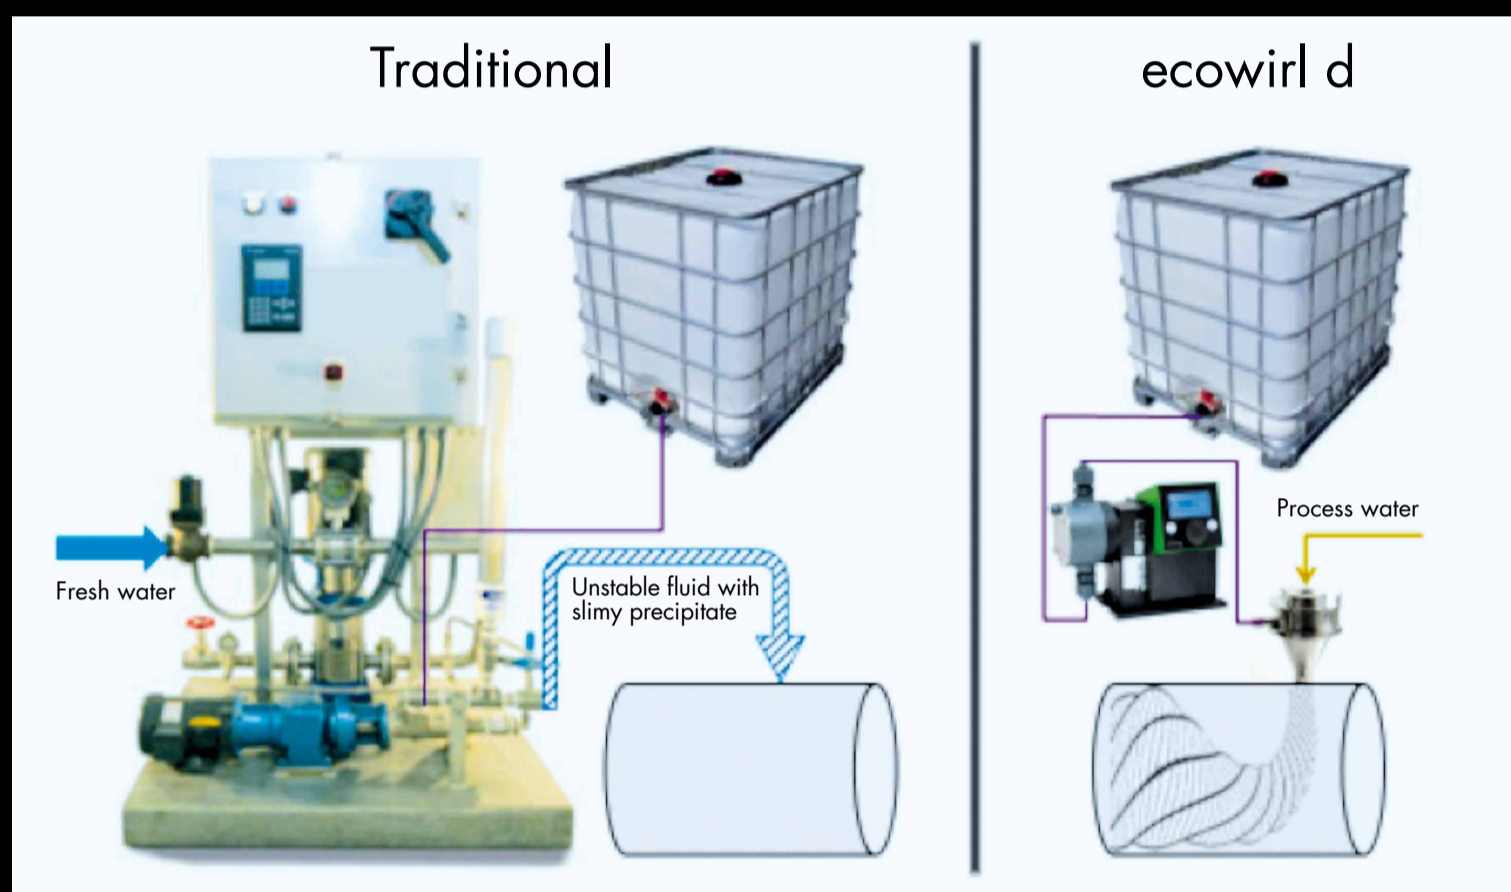 Traditional
ecowirl d
Fresh water
Unstable fluid with
slimy precipitate
Process water